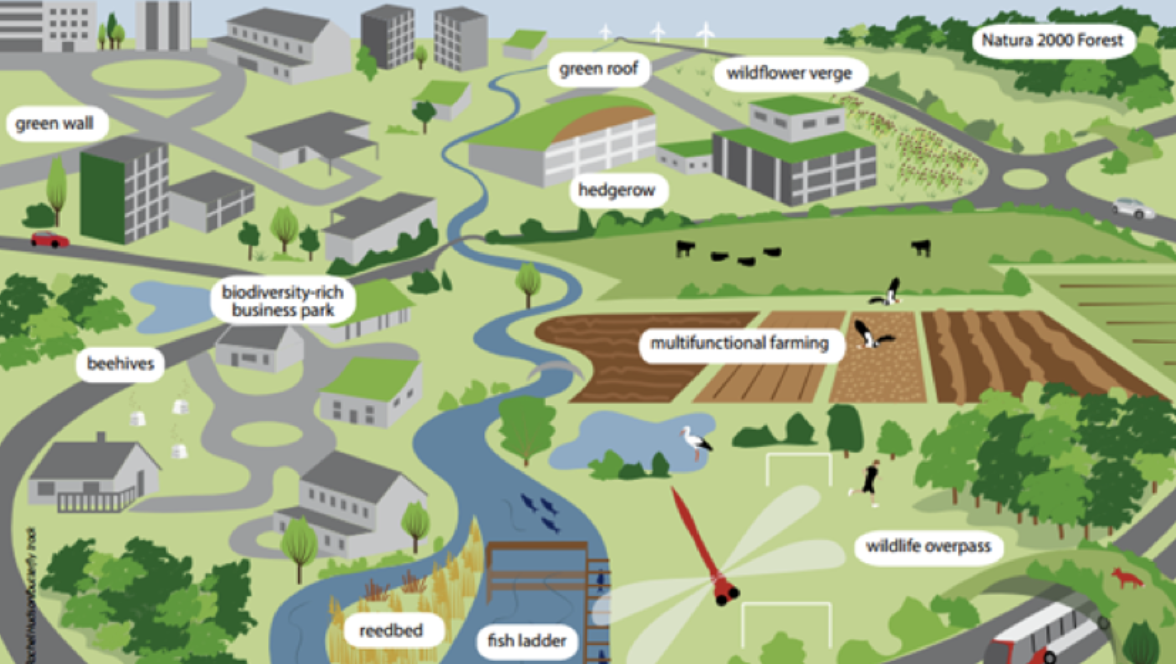 Natura 2000 Forest
green roof
wildflower verge
green wall
hedgerow
biodiversity-rich
business park
multifunctional farming
beehives
wildlife overpass
reedbed
fish ladder